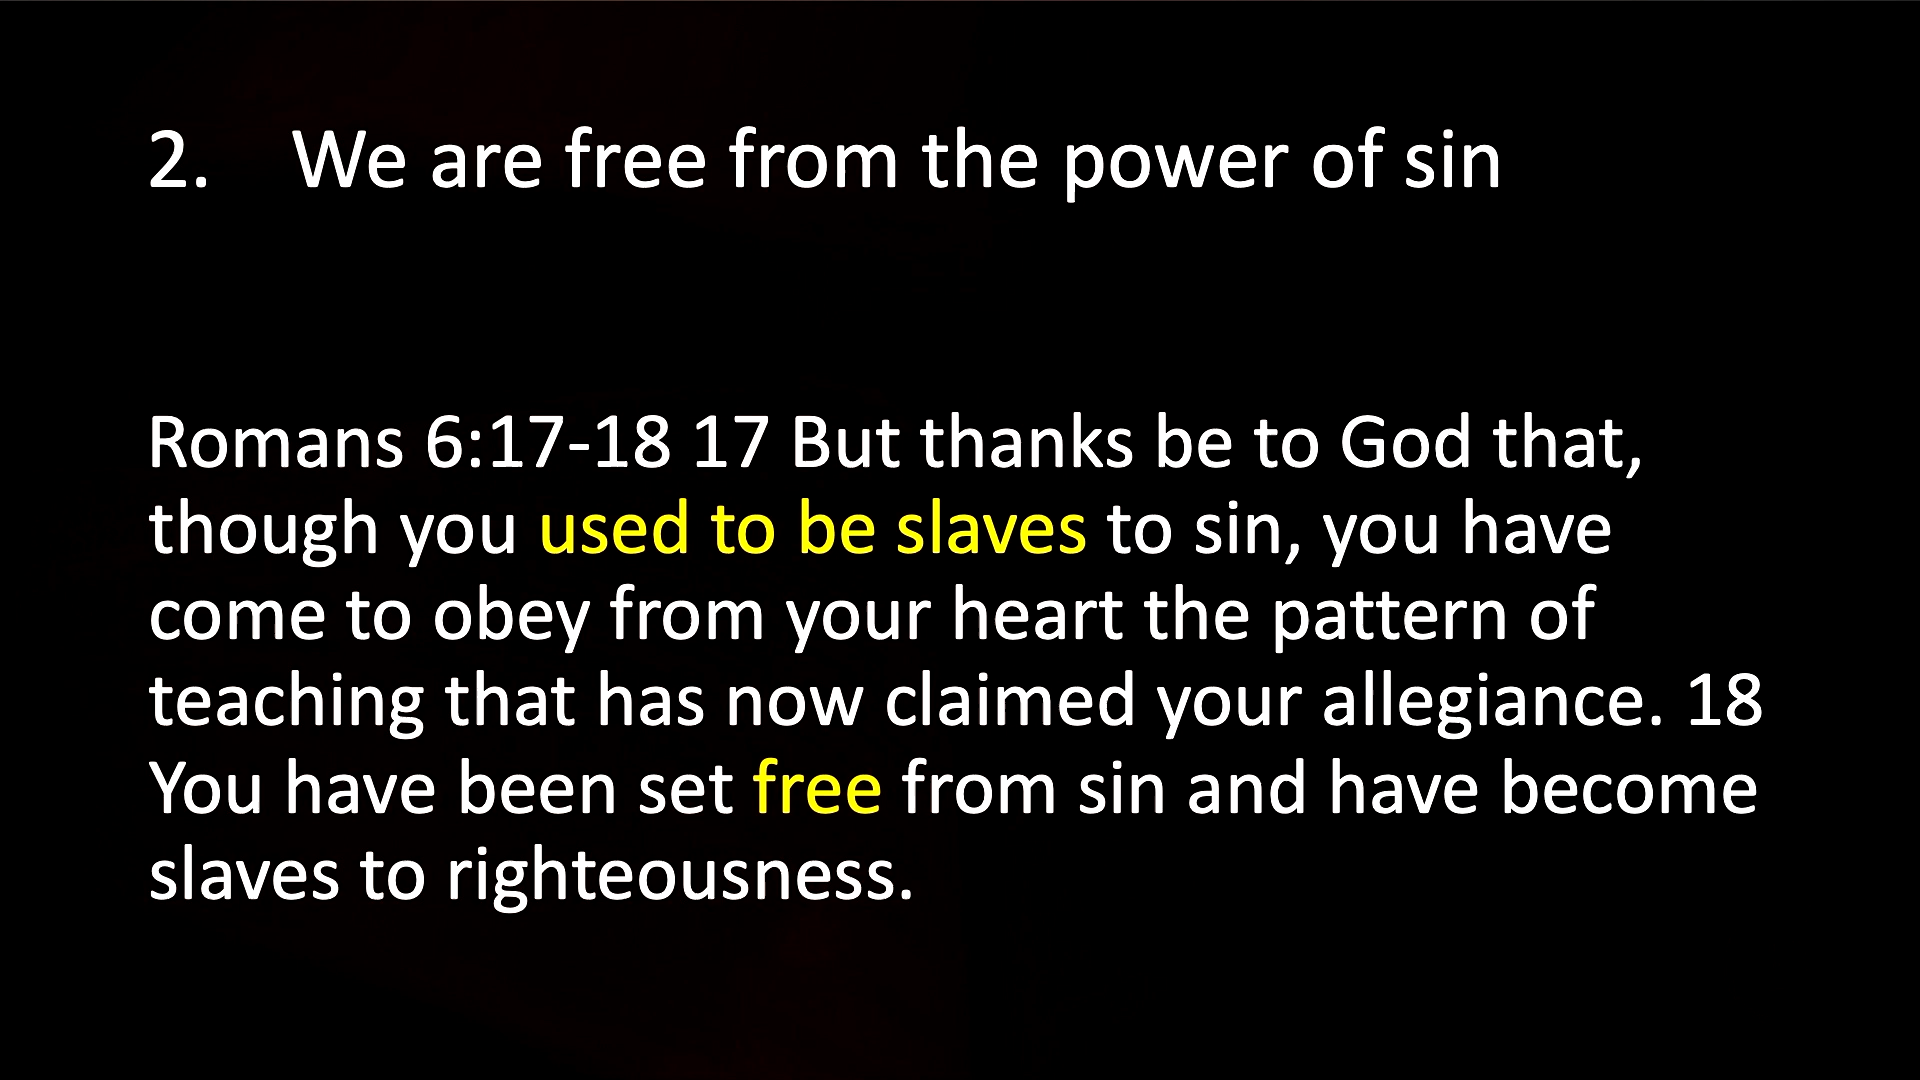 2. We are free from the power of sin
Romans 6:17-18 17 But thanks be to God that,
though you used to be slaves to sin, you have
come to obey from your heart the pattern of
teaching that has now claimed your allegiance. 18
You have been set free from sin and have become
slaves to righteousness.